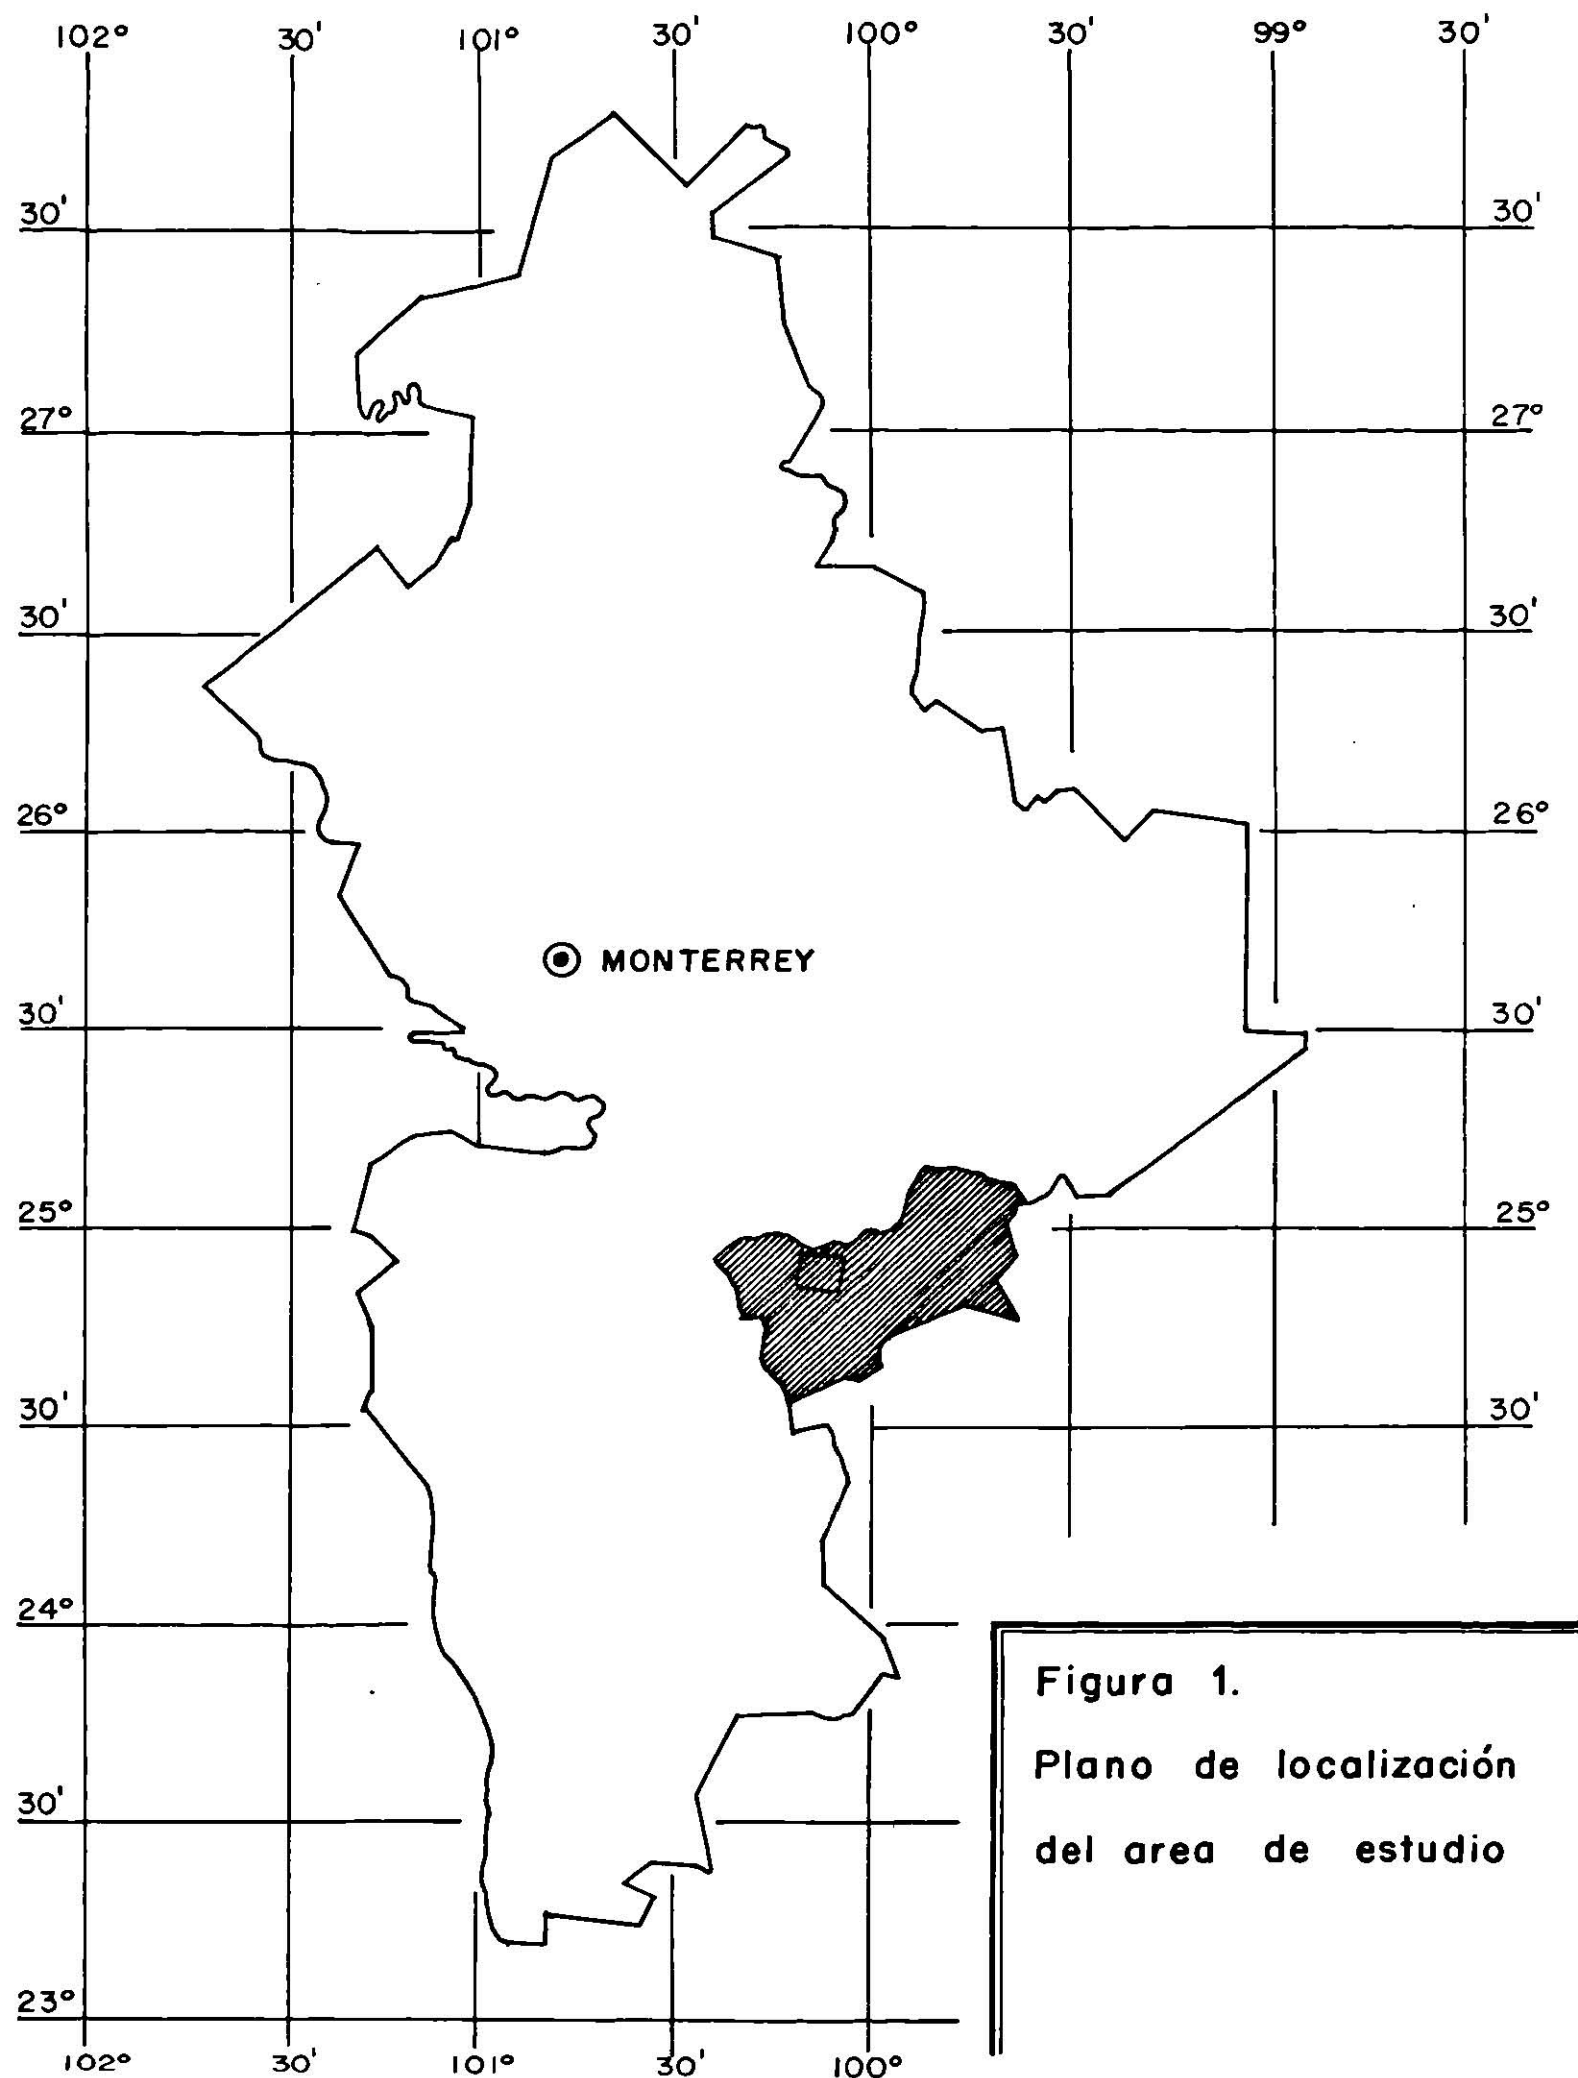 102° 30' 101° 30' 100° 30' 99° 30'
30' 30'
27° 27°
30' 30'
26° 26°
MONTERREY
30' 30'
25° 25°
30' 30'
24°
Figura 1.
Plano de localización
30'
del area de estudio
23°
102° 30' 101° 30' 100°